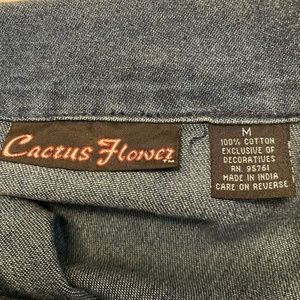 Cactus Flower
M
100% COTTON
EXCLUSIVE OF
DECORATIVES
RN. 95761
MADE IN INDIA
CARE ON REVERSE